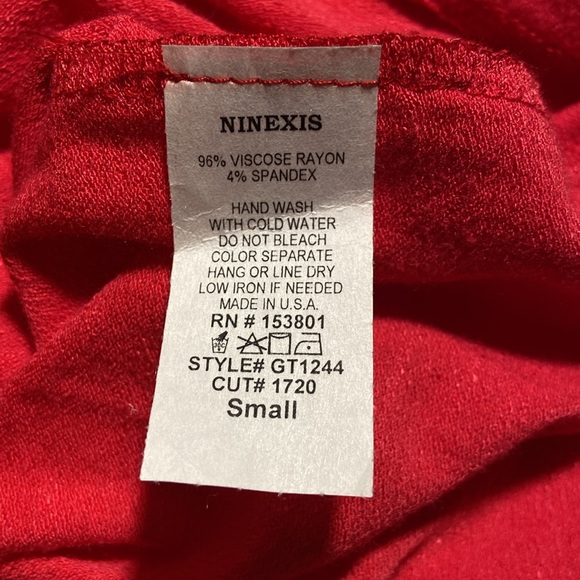 NINEXIS
96% VISCOSE RAYON
4% SPANDEX
HAND WASH
WITH COLD WATER
DO NOT BLEACH
COLOR SEPARATE
HANG OR LINE DRY
LOW IRON IF NEEDED
MADE IN U.S.A.
RN # 153801
STYLE# GT1244
CUT# 1720
Small